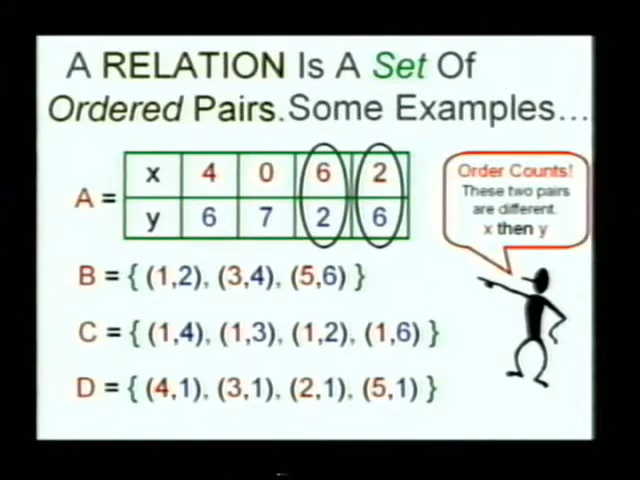 A RELATION Is A Set Of
Ordered Pairs.Some Examples…
A =
x 4 0 6 2
y 6 7 2 6
Order Counts!
These two pairs
are different.
x then y
B = { (1,2), (3,4), (5,6) }
C = { (1,4), (1,3), (1,2), (1,6) }
D = { (4,1), (3,1), (2,1), (5,1) }